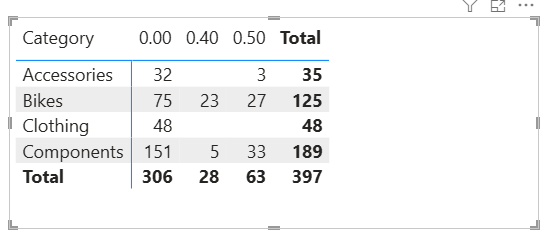 Category 0.00 0.40 0.50 Total
Accessories 32 3 35
Bikes 75 23 27 125
Clothing 48 48
Components 151 5 33 189
Total 306 28 63 397